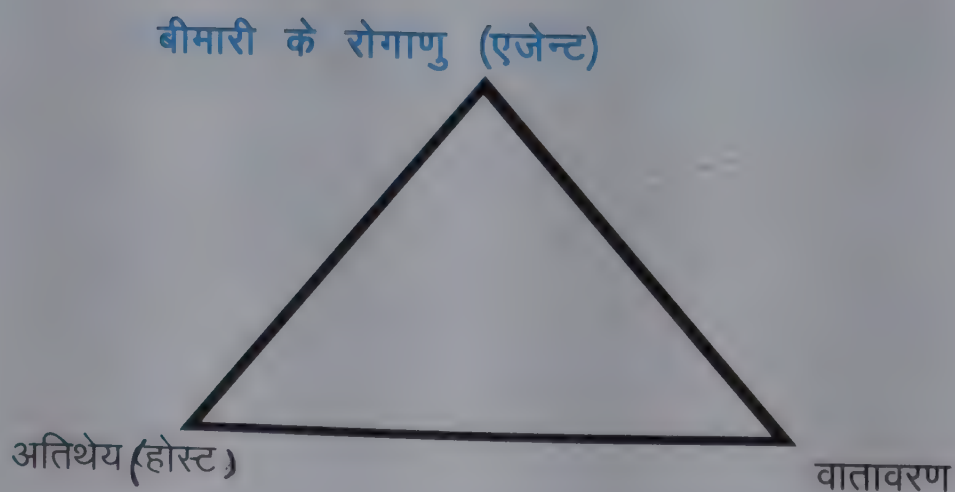 बीमारी के रोगाणु (एजेन्ट)
अतिथेय (होस्ट)
वातावरण